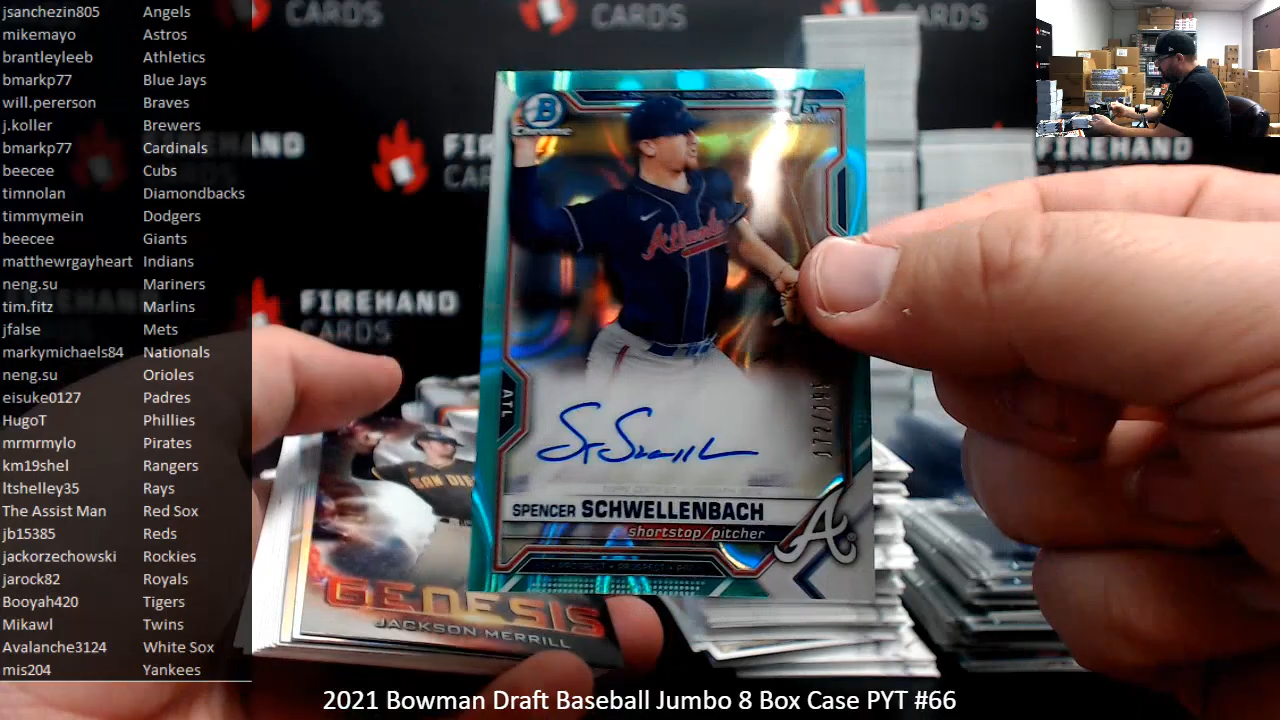 jsanchezin805 Angels
mikemayo Astros
brantleyleeb Athletics
bmarkp77 Blue Jays
will.pererson Braves
j.koller Brewers
bmarkp77 Cardinals
beecee Cubs
timnolan Diamondbacks
timmymein Dodgers
beecee Giants
matthewrgayheart Indians
neng.su Mariners
tim.fitz Marlins
jfalse Mets
markymichaels84 Nationals
neng.su Orioles
eisuke0127 Padres
HugoT Phillies
mrmrmylo Pirates
km19shel Rangers
ltshelley35 Rays
The Assist Man Red Sox
jb15385 Reds
jackorzechowski Rockies
jarock82 Royals
Booyah420 Tigers
Mikawl Twins
Avalanche3124 White Sox
mis204 Yankees
FIREHAND
CARDS
FIREHAND
B
Chrome
1ST
Atlanta
ATL
SPENCER SCHWELLENBACH
shortstop/pitcher
A
SAN DIE
GENESIS
JACKSON MERRILL
2021 Bowman Draft Baseball Jumbo 8 Box Case PYT #66